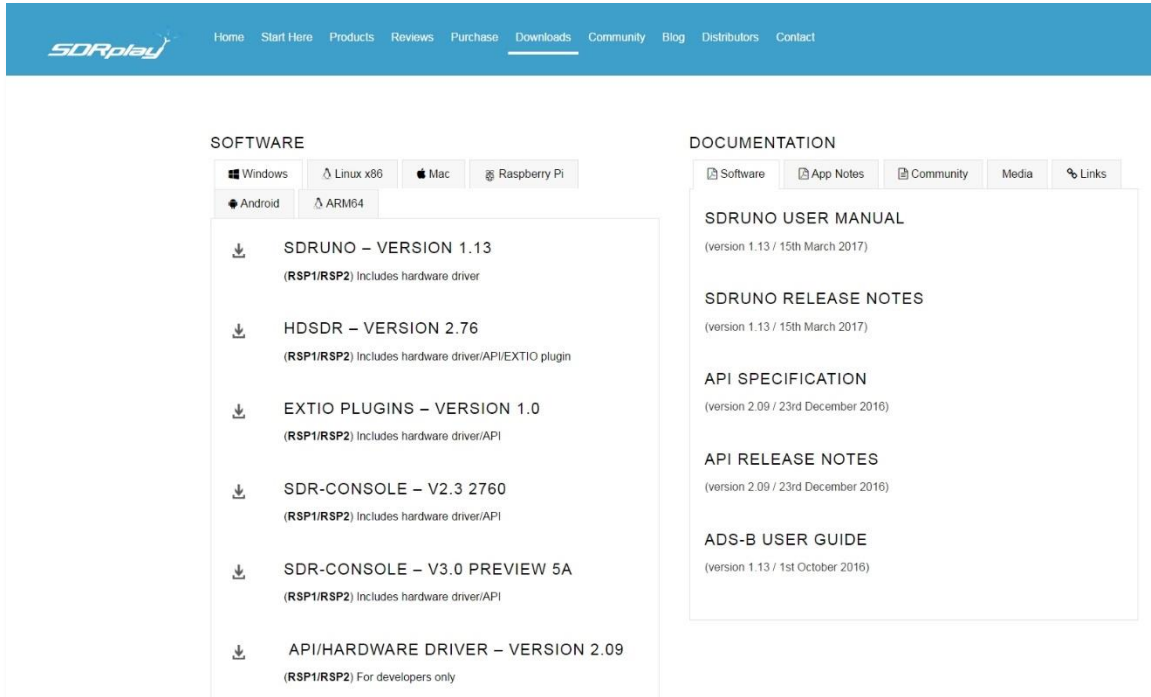 SDRplay
Home Start Here Products Reviews Purchase Downloads Community Blog Distributors Contact
SOFTWARE
Windows Linux x86 Mac Raspberry Pi
Android ARM64
SDRUNO – VERSION 1.13
(RSP1/RSP2) Includes hardware driver
HDSDR – VERSION 2.76
(RSP1/RSP2) Includes hardware driver/API/EXTIO plugin
EXTIO PLUGINS – VERSION 1.0
(RSP1/RSP2) Includes hardware driver/API
SDR-CONSOLE – V2.3 2760
(RSP1/RSP2) Includes hardware driver/API
SDR-CONSOLE – V3.0 PREVIEW 5A
(RSP1/RSP2) Includes hardware driver/API
API/HARDWARE DRIVER – VERSION 2.09
(RSP1/RSP2) For developers only
DOCUMENTATION
Software App Notes Community Media Links
SDRUNO USER MANUAL
(version 1.13 / 15th March 2017)
SDRUNO RELEASE NOTES
(version 1.13 / 15th March 2017)
API SPECIFICATION
(version 2.09 / 23rd December 2016)
API RELEASE NOTES
(version 2.09 / 23rd December 2016)
ADS-B USER GUIDE
(version 1.13 / 1st October 2016)